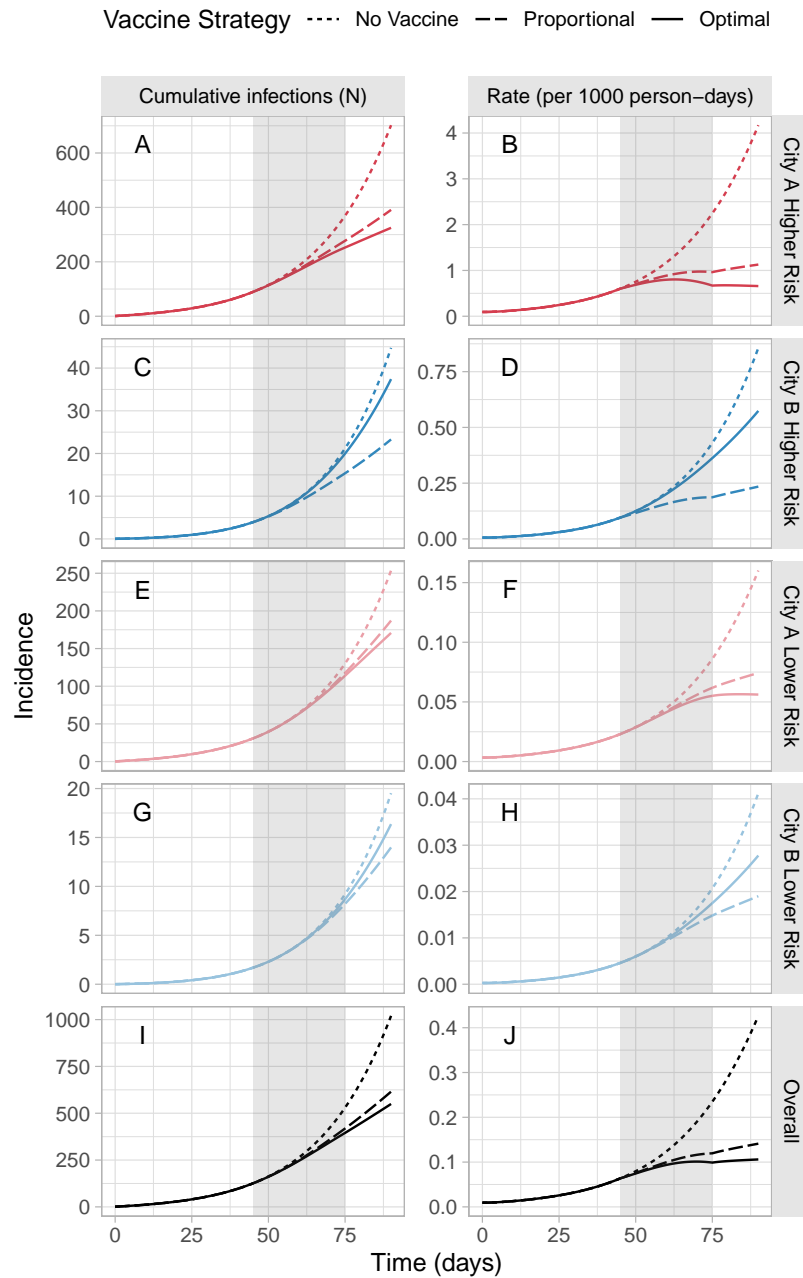 Vaccine Strategy No Vaccine Proportional Optimal
Cumulative infections (N) Rate (per 1000 person−days)
A
600
400
200
0
B
4
3
2
1
0
City A Higher Risk
C
40
30
20
10
0
D
0.75
0.50
0.25
0.00
City B Higher Risk
E
250
200
150
100
50
0
F
0.15
0.10
0.05
0.00
City A Lower Risk
G
20
15
10
5
0
H
0.04
0.03
0.02
0.01
0.00
City B Lower Risk
I
1000
750
500
250
0
J
0.4
0.3
0.2
0.1
0.0
Overall
0 25 50 75 0 25 50 75
Time (days)
Incidence